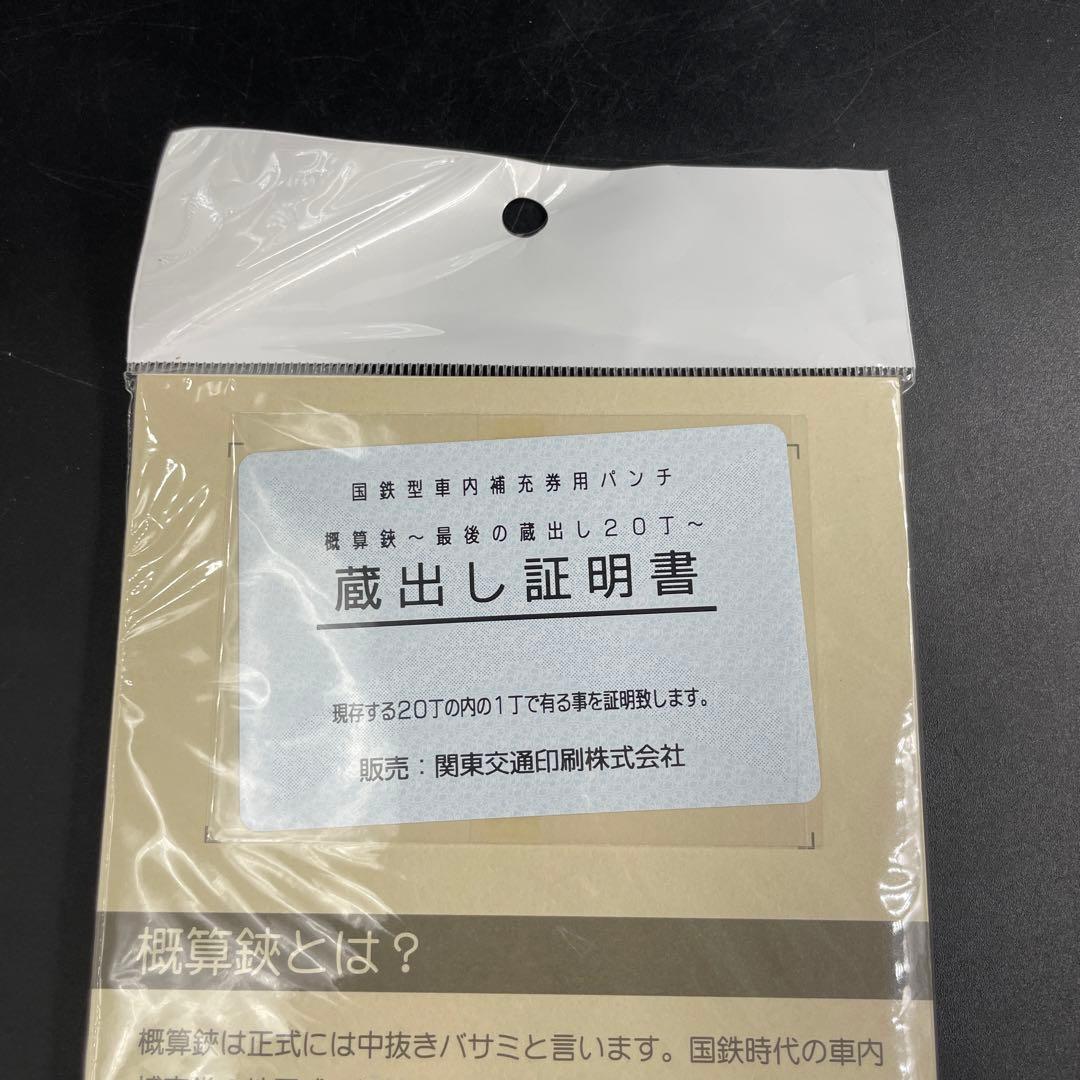 国鉄型車内補充券用パンチ
概算鋏～最後の蔵出し20丁～
蔵出し証明書
現存する20丁の内の1丁で有る事を証明致します。
販売：関東交通印刷株式会社
概算鋏とは？
概算鋏は正式には中抜きバサミと言います。国鉄時代の車内